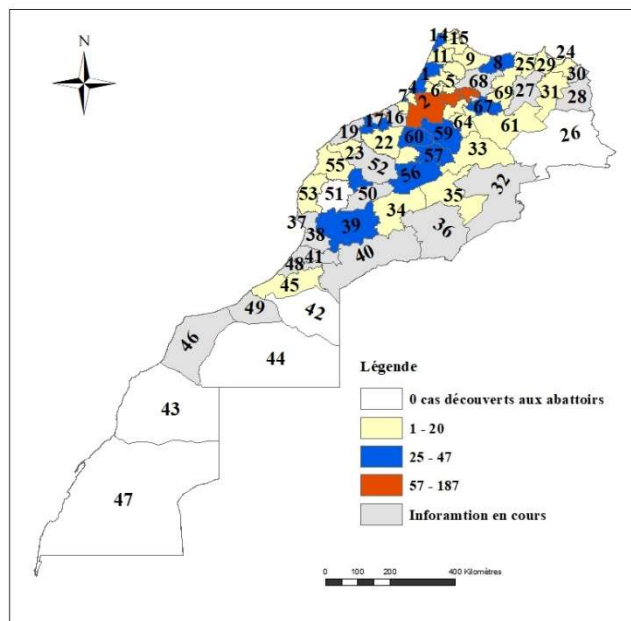 N
14 15
11 9 8 24
1 5 25 29
4 6 68 30
7 2 69 27 31 28
17 16 67
19 64 61 26
22 60 59
23 57 33
55 52
56 32
53 51 50
35
37 34
38 39 36
41 40
48
45
49 42
46
44
43
47
Légende
0 cas découverts aux abattoirs
1 - 20
25 - 47
57 - 187
Inforamtion en cours
0 100 200 400 Kilomètres